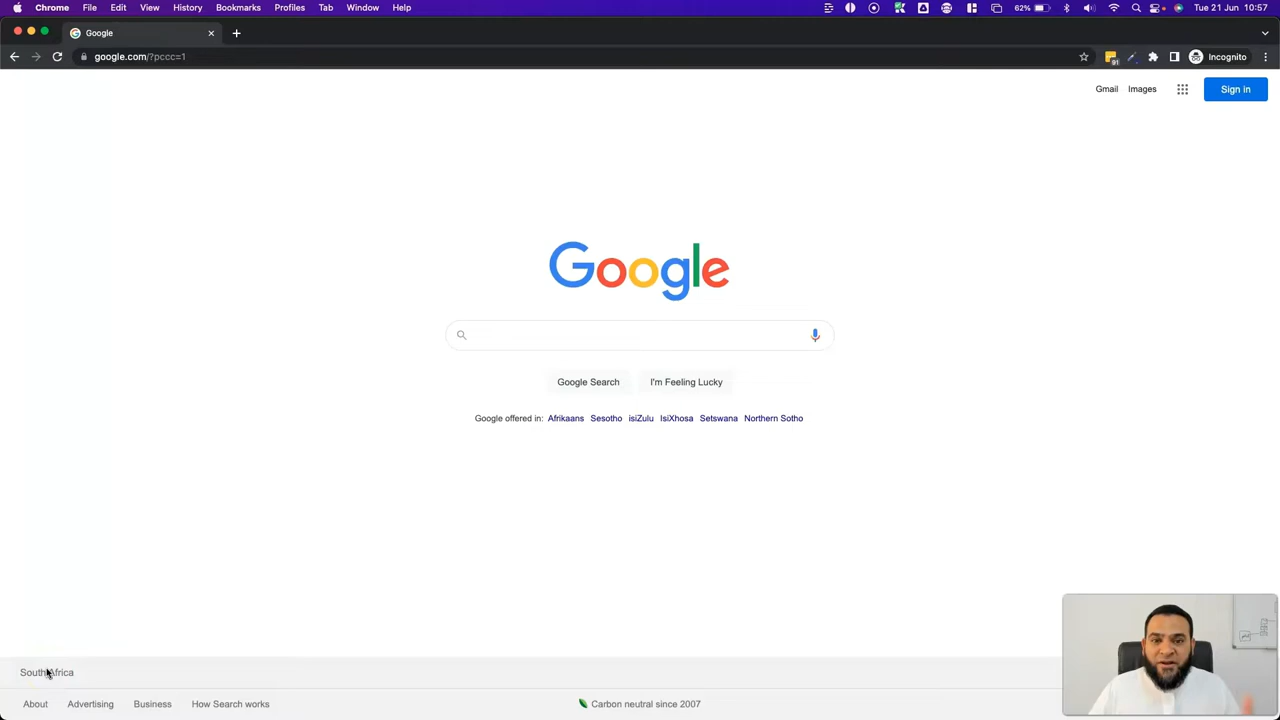 Chrome File Edit View History Bookmarks Profiles Tab Window Help 62% Tue 21 Jun 10:57
Google
google.com/?pccc=1 91 Incognito
Gmail Images Sign in
Google
Google Search I'm Feeling Lucky
Google offered in: Afrikaans Sesotho isiZulu IsiXhosa Setswana Northern Sotho
South Africa
About Advertising Business How Search works Carbon neutral since 2007